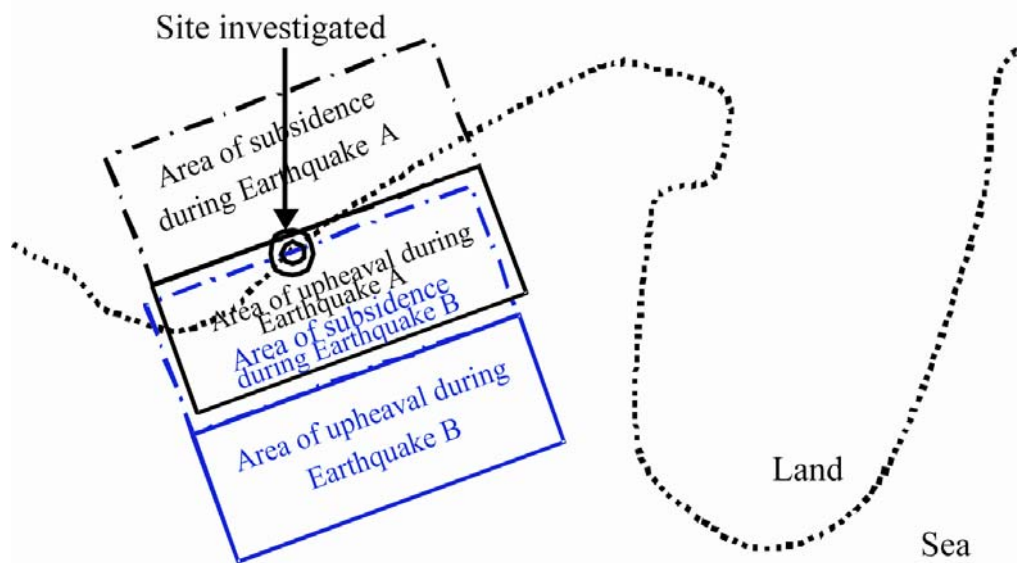 Site investigated
Area of subsidence
during Earthquake A
Area of upheaval during
Earthquake A
Area of subsidence
during Earthquake B
Area of upheaval during
Earthquake B
Land
Sea